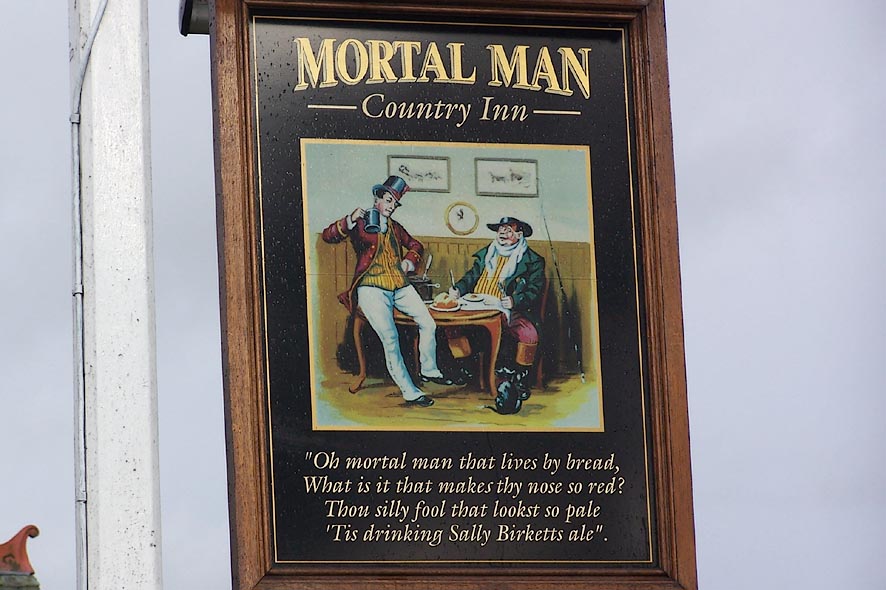 MORTAL MAN
Country Inn
"Oh mortal man that lives by bread,
What is it that makes thy nose so red?
Thou silly fool that lookst so pale
'Tis drinking Sally Birketts ale".